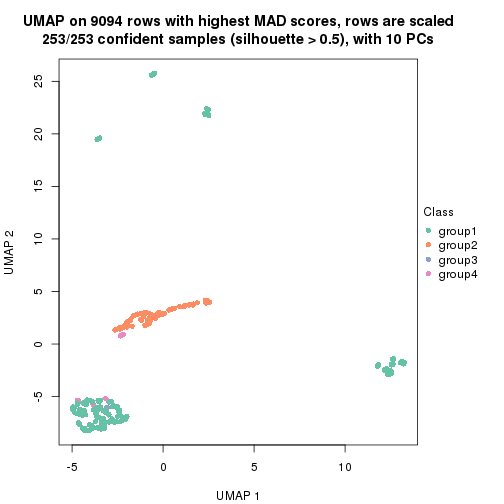 UMAP on 9094 rows with highest MAD scores, rows are scaled
253/253 confident samples (silhouette > 0.5), with 10 PCs
25
20
15
10
5
0
-5
UMAP 2
-5
0
5
10
UMAP 1
Class
group1
group2
group3
group4